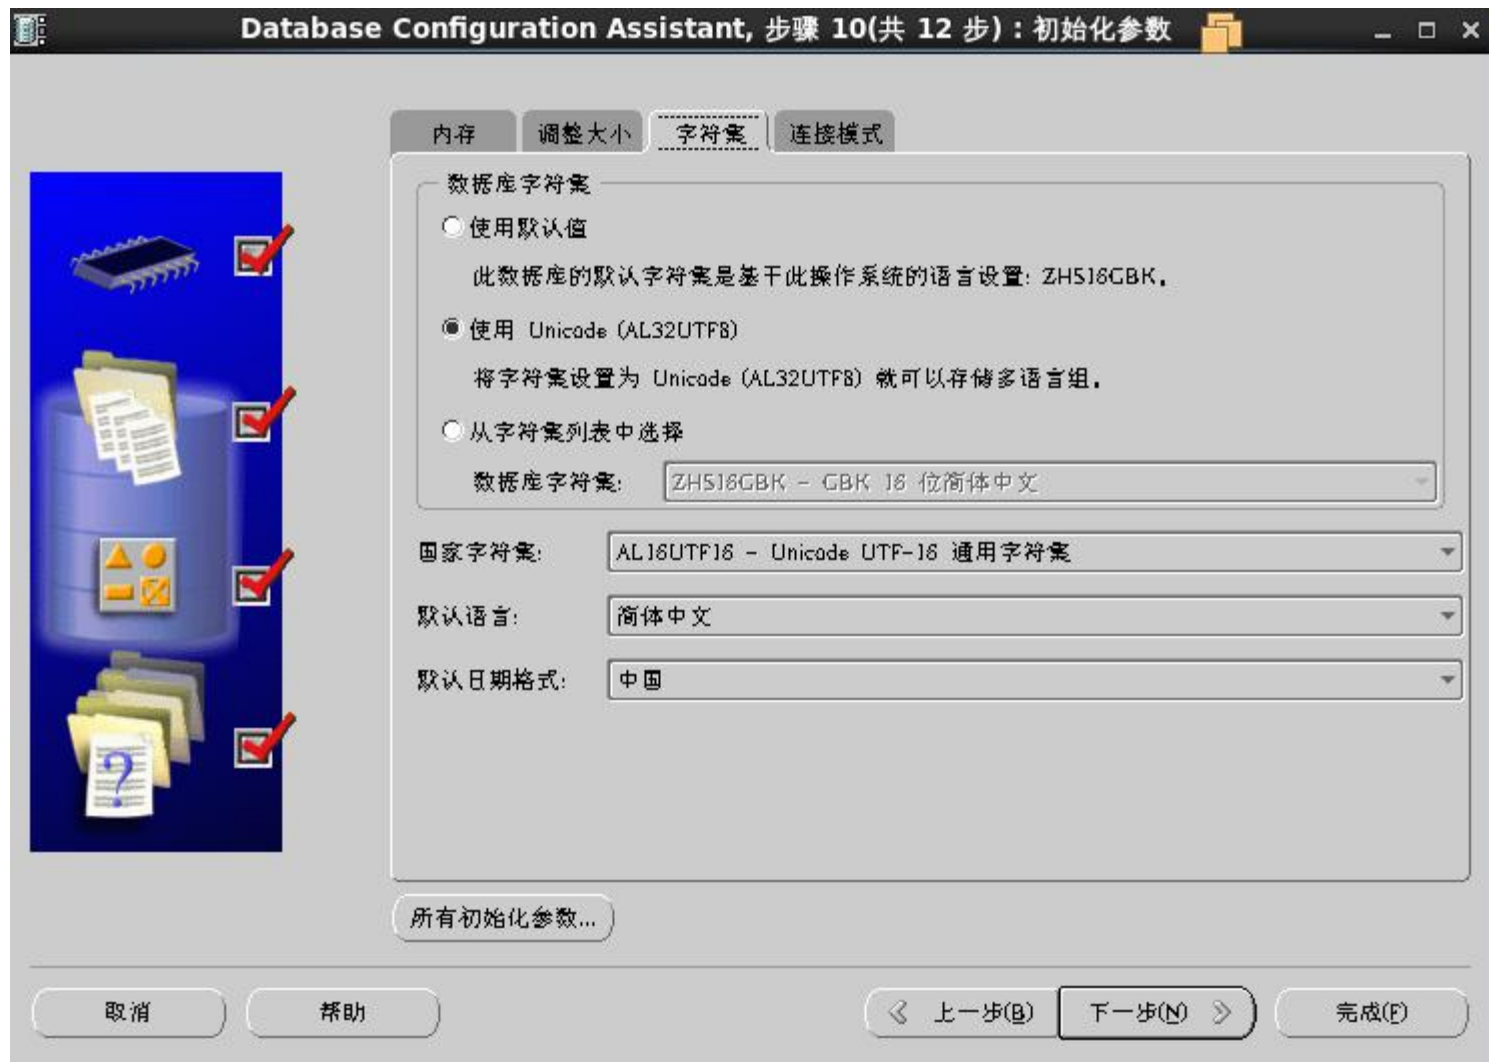 Database Configuration Assistant, 步骤 10(共 12 步) : 初始化参数
内存 调整大小 字符集 连接模式
数据库字符集
使用默认值
此数据库的默认字符集是基于此操作系统的语言设置: ZHS16GBK。
使用 Unicode (AL32UTF8)
将字符集设置为 Unicode (AL32UTF8) 就可以存储多语言组。
从字符集列表中选择
数据库字符集: ZHS16GBK - GBK 16 位简体中文
国家字符集: AL16UTF16 - Unicode UTF-16 通用字符集
默认语言: 简体中文
默认日期格式: 中国
?
所有初始化参数...
取消 帮助 上一步(B) 下一步(N) 完成(F)